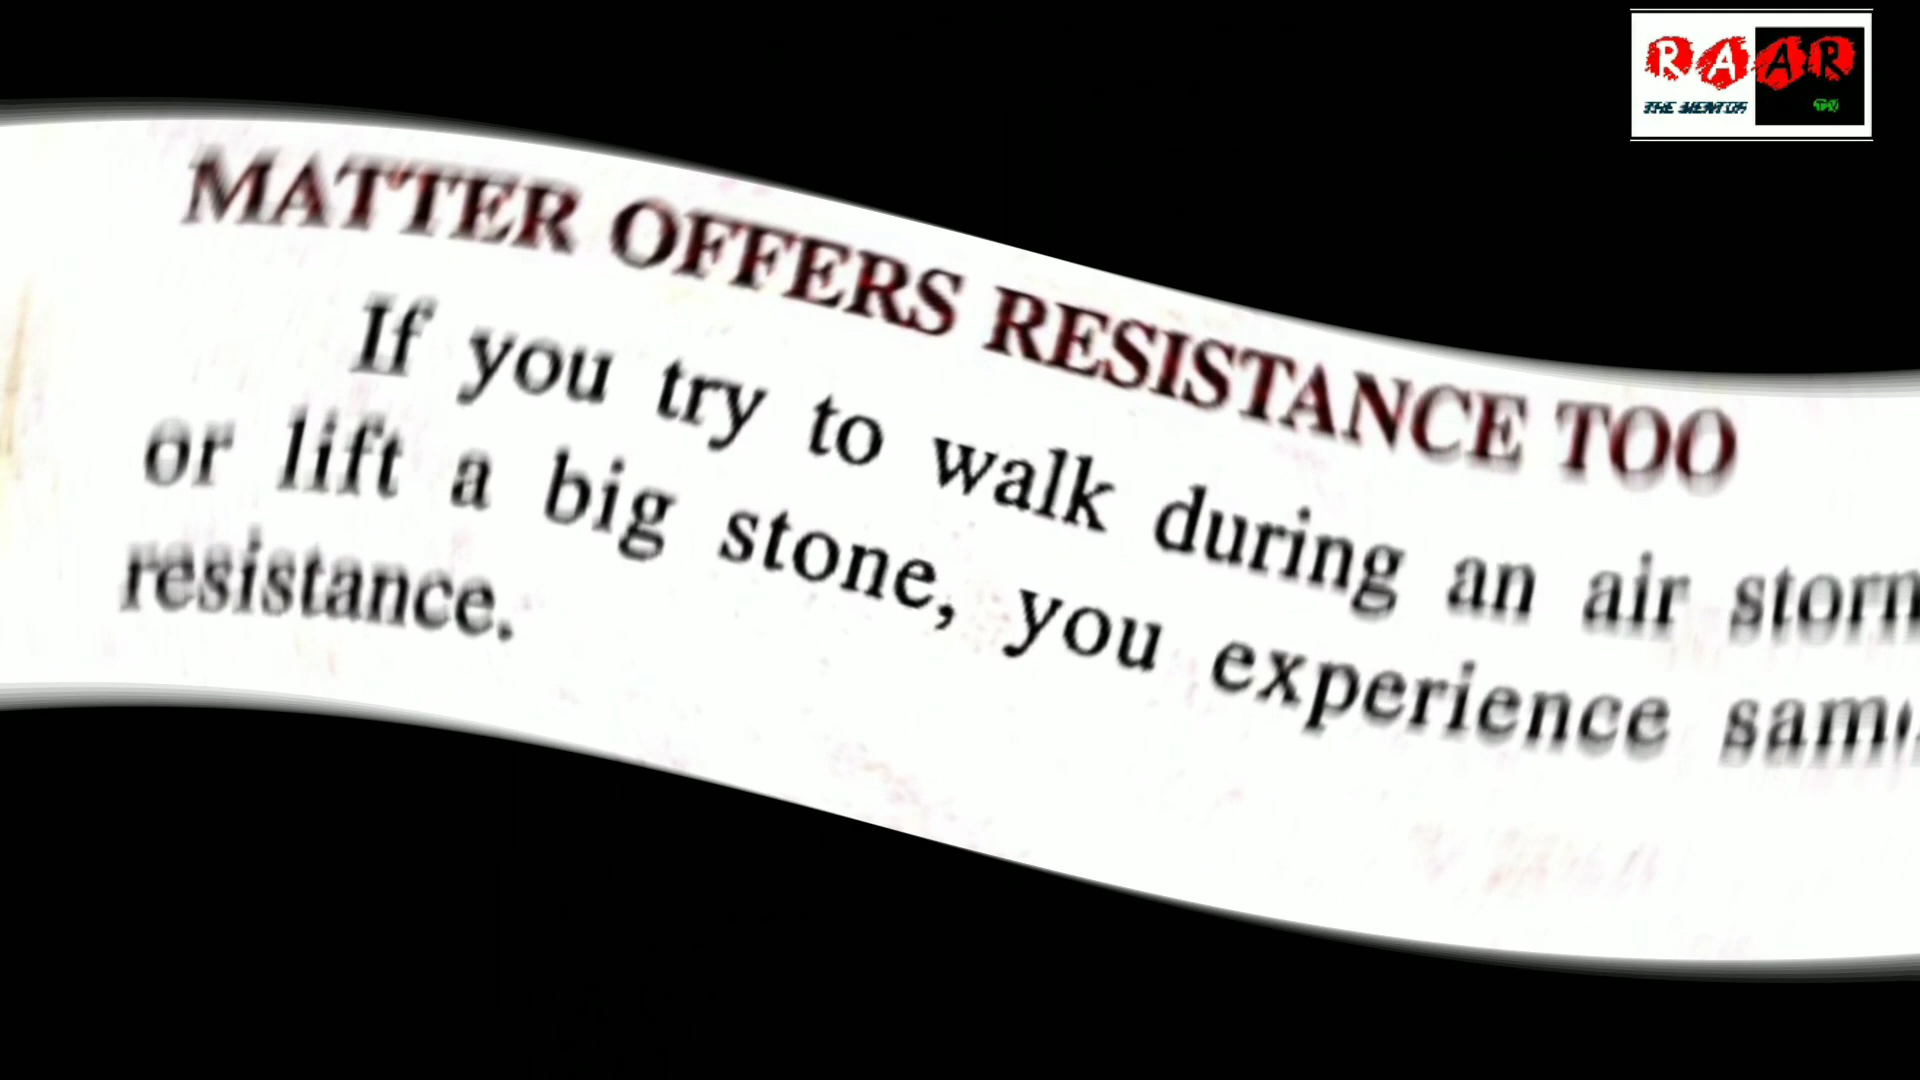 RAAR
THE MENTOR
TV
MATTER OFFERS RESISTANCE TOO
If you try to walk during an air
or lift a big stone, you experience
resistance.